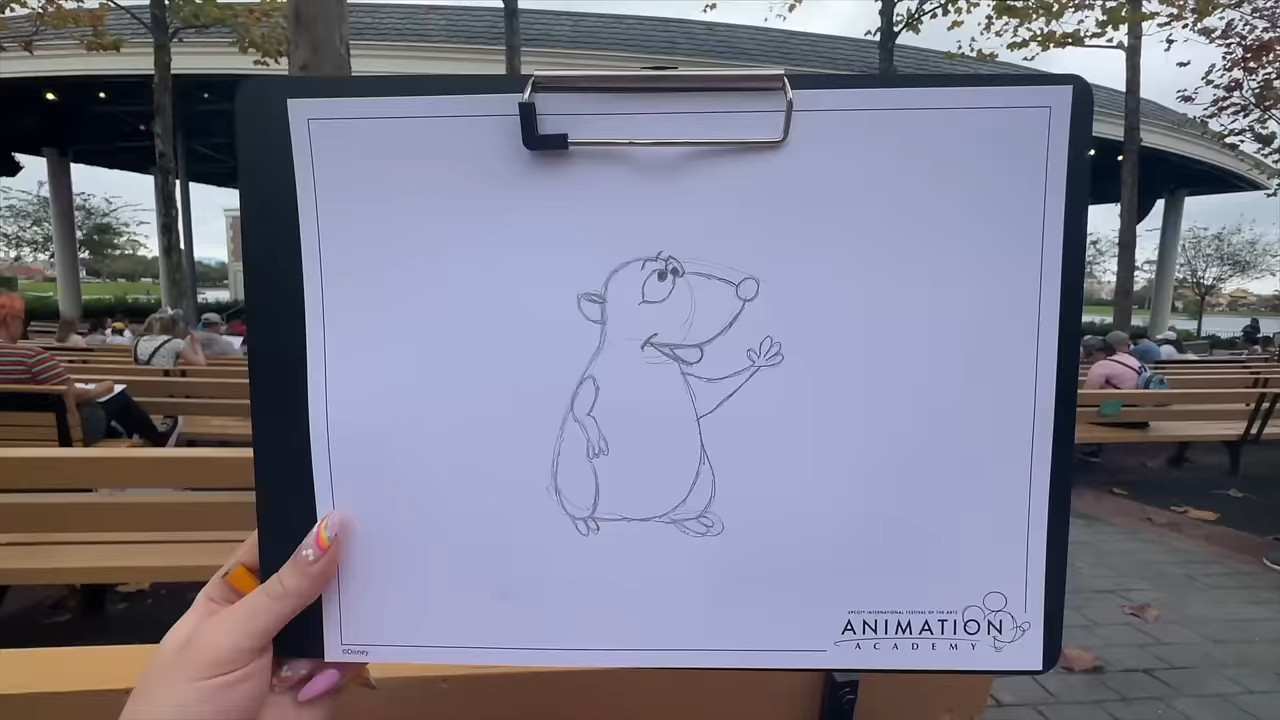 EPCOT INTERNATIONAL FESTIVAL OF THE ARTS
ANIMATION
ACADEMY
©Disney